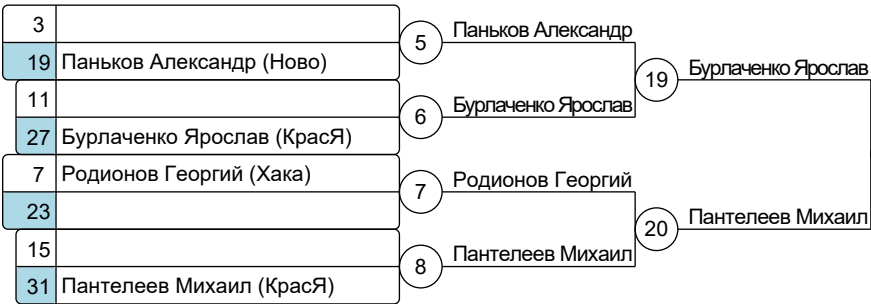 3
19 Паньков Александр (Ново)
11
27 Бурлаченко Ярослав (КрасЯ)
7 Родионов Георгий (Хака)
23
15
31 Пантелеев Михаил (КрасЯ)
5 Паньков Александр
6 Бурлаченко Ярослав
7 Родионов Георгий
8 Пантелеев Михаил
19 Бурлаченко Ярослав
20 Пантелеев Михаил